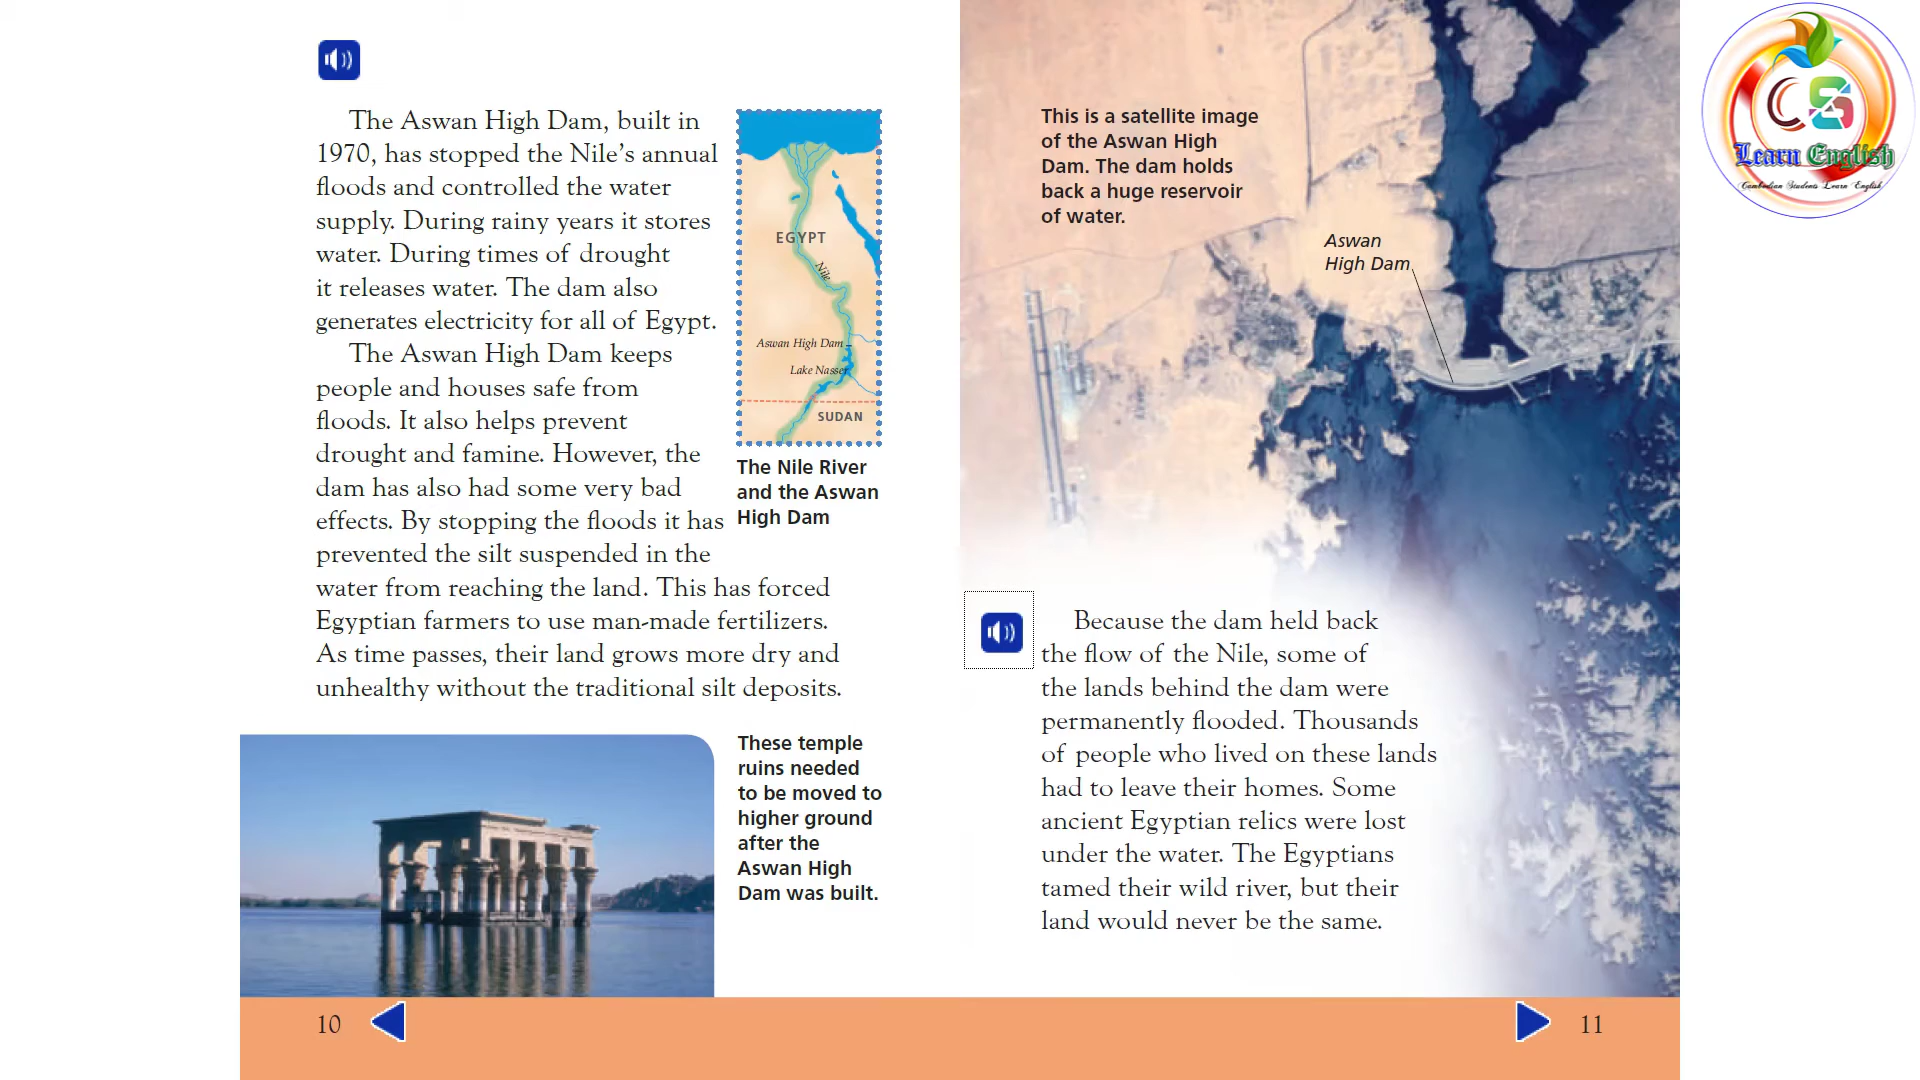 The Aswan High Dam, built in
1970, has stopped the Nile's annual
floods and controlled the water
supply. During rainy years it stores
water. During times of drought
it releases water. The dam also
generates electricity for all of Egypt.
The Aswan High Dam keeps
people and houses safe from
floods. It also helps prevent
drought and famine. However, the
dam has also had some very bad
effects. By stopping the floods it has
prevented the silt suspended in the
water from reaching the land. This has forced
Egyptian farmers to use man-made fertilizers.
As time passes, their land grows more dry and
unhealthy without the traditional silt deposits.
EGYPT
Nile
Aswan High Dam
Lake Nasser
SUDAN
The Nile River
and the Aswan
High Dam
These temple
ruins needed
to be moved to
higher ground
after the
Aswan High
Dam was built.
10
This is a satellite image
of the Aswan High
Dam. The dam holds
back a huge reservoir
of water.
Aswan
High Dam
Because the dam held back
the flow of the Nile, some of
the lands behind the dam were
permanently flooded. Thousands
of people who lived on these lands
had to leave their homes. Some
ancient Egyptian relics were lost
under the water. The Egyptians
tamed their wild river, but their
land would never be the same.
11
CS
Learn English
Cambodian Students Learn English